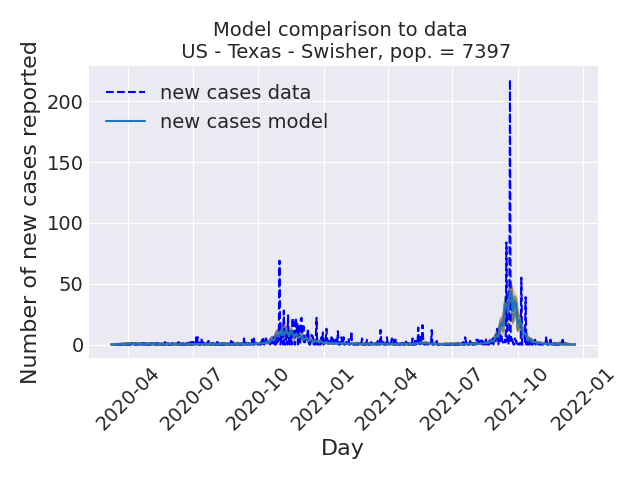 Model comparison to data
US - Texas - Swisher, pop. = 7397
Number of new cases reported
new cases data
new cases model
200
150
100
50
0
2020-04
2020-07
2020-10
2021-01
2021-04
2021-07
2021-10
2022-01
Day